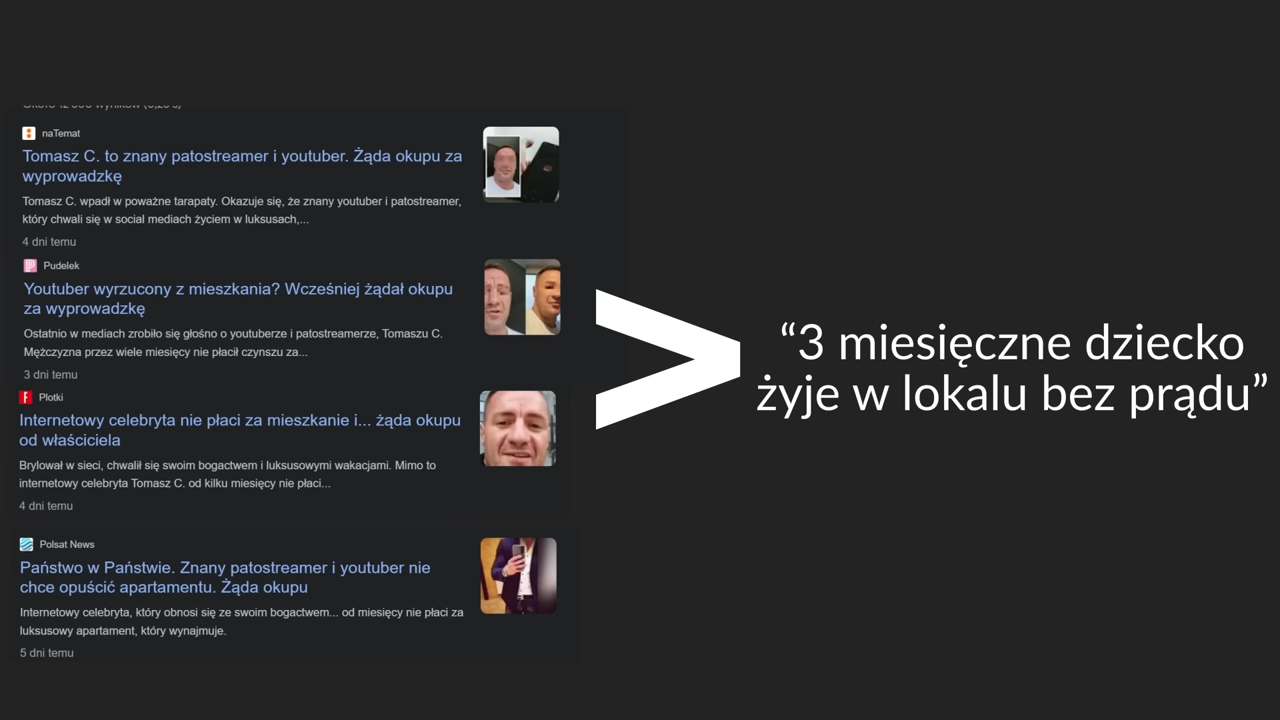 naTemat
Tomasz C. to znany patostreamer i youtuber. Żąda okupu za
wyprowadzkę
Tomasz C. wpadł w poważne tarapaty. Okazuje się, że znany youtuber i patostreamer,
który chwali się w social mediach życiem w luksusach,...
4 dni temu
Pudelek
Youtuber wyrzucony z mieszkania? Wcześniej żądał okupu
za wyprowadzkę
Ostatnio w mediach zrobiło się głośno o youtuberze i patostreamerze, Tomaszu C.
Mężczyzna przez wiele miesięcy nie płacił czynszu za...
3 dni temu
Plotki
Internetowy celebryta nie płaci za mieszkanie i... żąda okupu
od właściciela
Brylował w sieci, chwalił się swoim bogactwem i luksusowymi wakacjami. Mimo to
internetowy celebryta Tomasz C. od kilku miesięcy nie płaci...
4 dni temu
Polsat News
Państwo w Państwie. Znany patostreamer i youtuber nie
chce opuścić apartamentu. Żąda okupu
Internetowy celebryta, który obnosi się ze swoim bogactwem... od miesięcy nie płaci za
luksusowy apartament, który wynajmuje.
5 dni temu
>
“3 miesięczne dziecko
żyje w lokalu bez prądu”